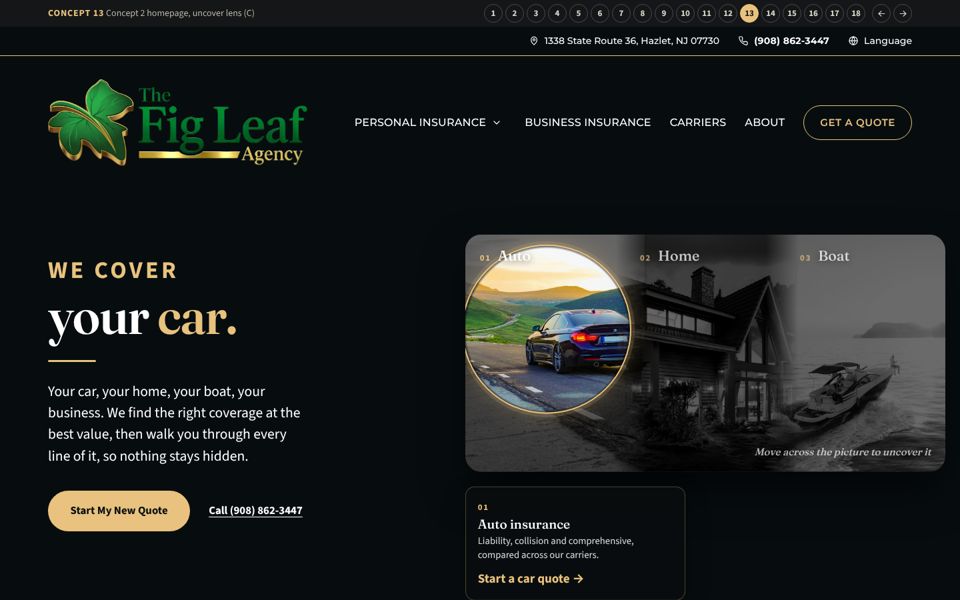 CONCEPT 13 Concept 2 homepage, uncover lens (C)
1 2 3 4 5 6 7 8 9 10 11 12 13 14 15 16 17 18 ← →
1338 State Route 36, Hazlet, NJ 07730 (908) 862-3447 Language
The
Fig Leaf
Agency
PERSONAL INSURANCE BUSINESS INSURANCE CARRIERS ABOUT GET A QUOTE
WE COVER
your car.
Your car, your home, your boat, your
business. We find the right coverage at the
best value, then walk you through every
line of it, so nothing stays hidden.
Start My New Quote Call (908) 862-3447
01 Auto 02 Home 03 Boat
Move across the picture to uncover it
01
Auto insurance
Liability, collision and comprehensive,
compared across our carriers.
Start a car quote →